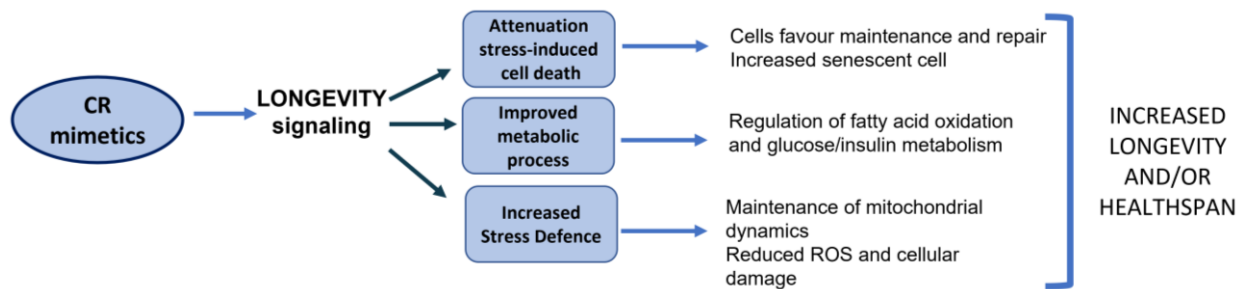 CR
mimetics
LONGEVITY
signaling
Attenuation
stress-induced
cell death
Cells favour maintenance and repair
Increased senescent cell
Improved
metabolic
process
Regulation of fatty acid oxidation
and glucose/insulin metabolism
Increased
Stress Defence
Maintenance of mitochondrial
dynamics
Reduced ROS and cellular
damage
INCREASED
LONGEVITY
AND/OR
HEALTHSPAN